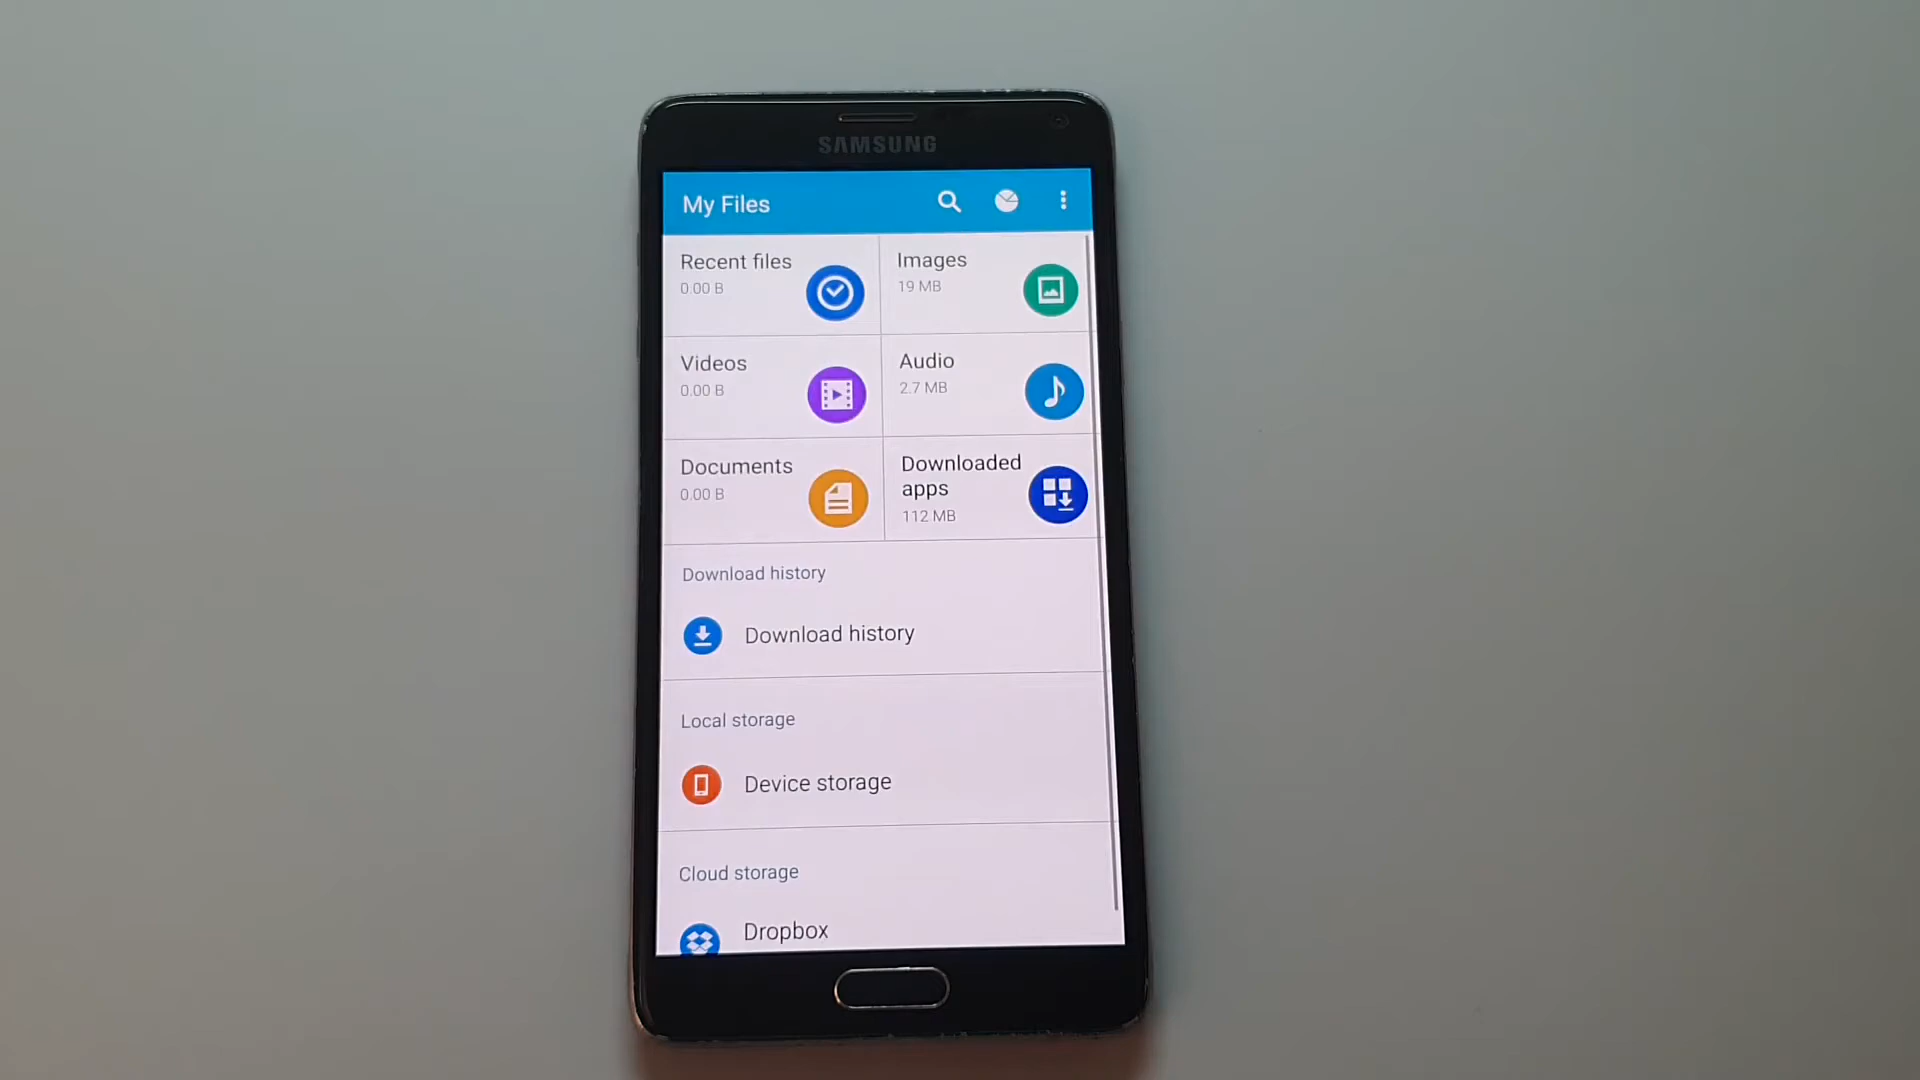 SAMSUNG
My Files
Recent files
0.00 B
Images
19 MB
Videos
0.00 B
Audio
2.7 MB
Documents
0.00 B
Downloaded
apps
112 MB
Download history
Download history
Local storage
Device storage
Cloud storage
Dropbox